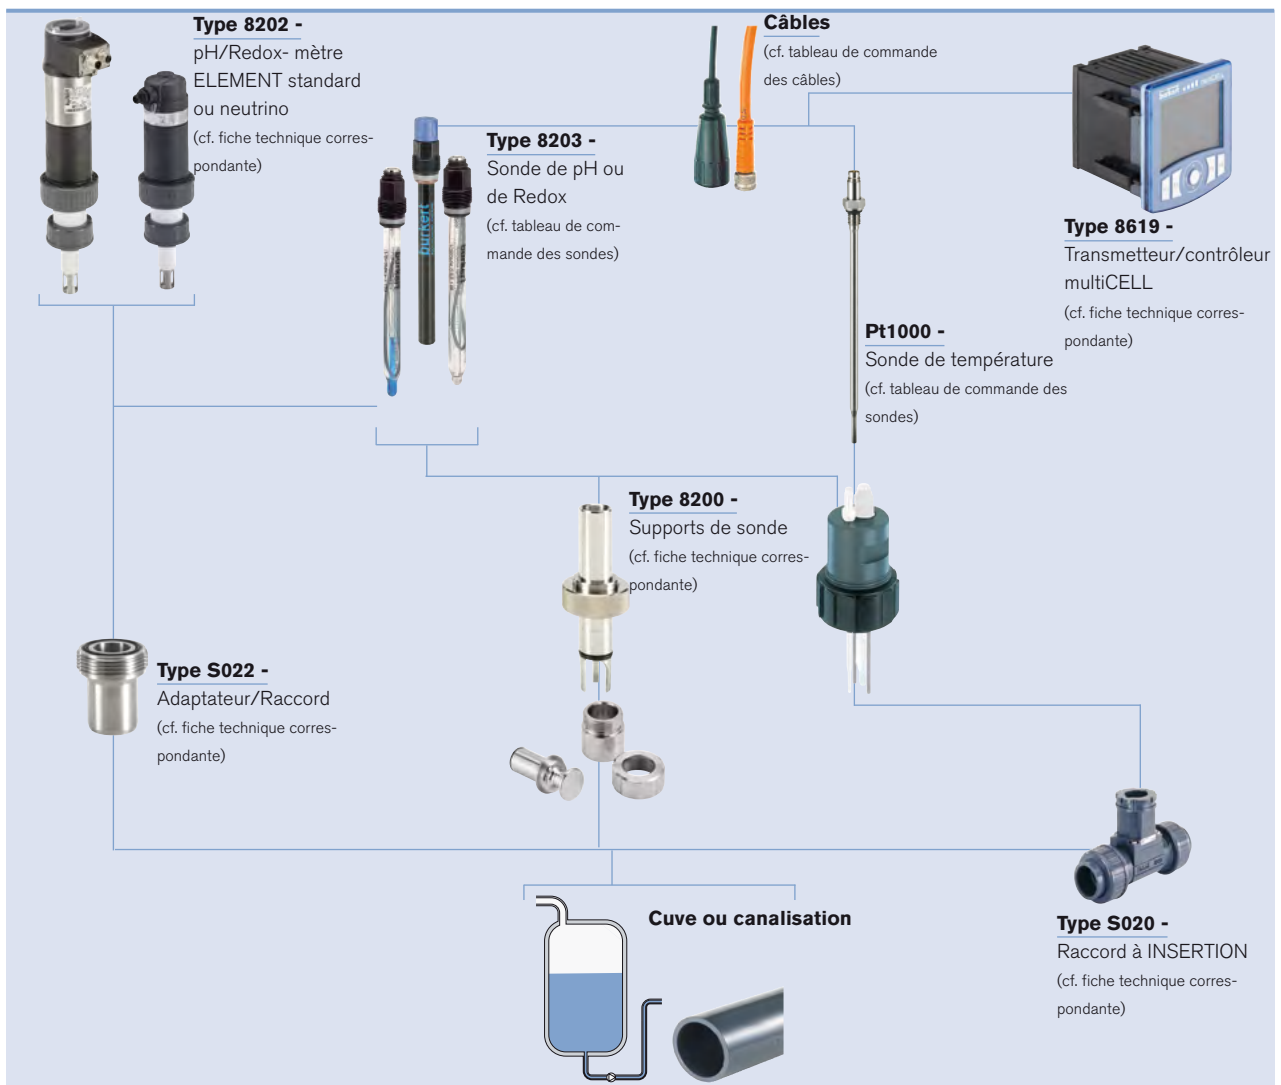 Type 8202 -
pH/Redox- mètre
ELEMENT standard
ou neutrino
(cf. fiche technique corres-
pondante)
Type 8203 -
Sonde de pH ou
de Redox
(cf. tableau de com-
mande des sondes)
burkert
Câbles
(cf. tableau de commande
des câbles)
burkert
Type 8619 -
Transmetteur/contrôleur
multiCELL
(cf. fiche technique corres-
pondante)
Pt1000 -
Sonde de température
(cf. tableau de commande des
sondes)
Type 8200 -
Supports de sonde
(cf. fiche technique corres-
pondante)
Type S022 -
Adaptateur/Raccord
(cf. fiche technique corres-
pondante)
Cuve ou canalisation
Type S020 -
Raccord à INSERTION
(cf. fiche technique corres-
pondante)